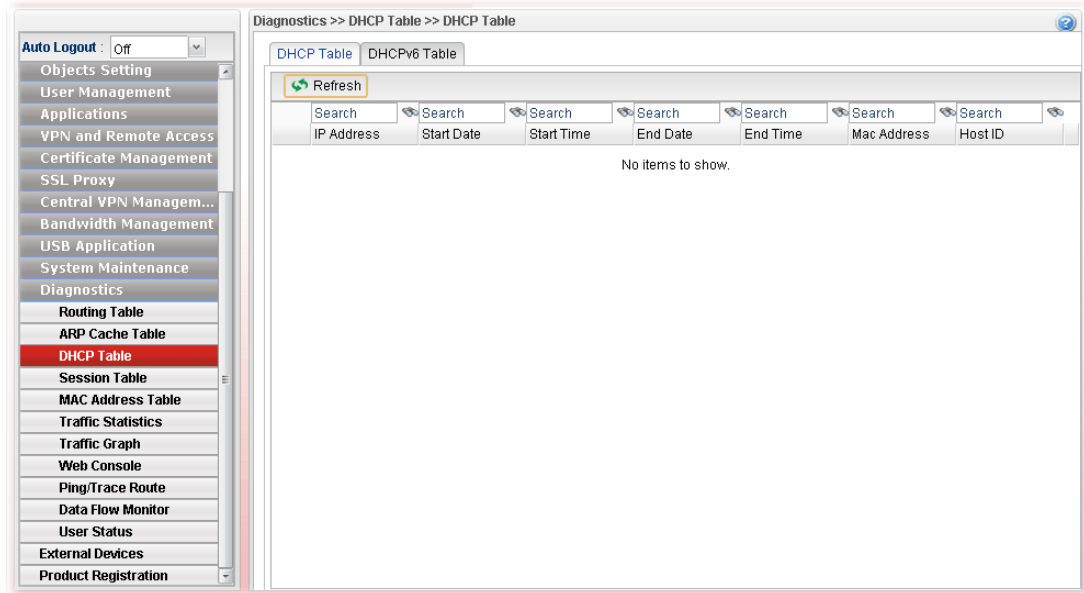 Diagnostics >> DHCP Table >> DHCP Table
Auto Logout : Off
Objects Setting
User Management
Applications
VPN and Remote Access
Certificate Management
SSL Proxy
Central VPN Managem...
Bandwidth Management
USB Application
System Maintenance
Diagnostics
Routing Table
ARP Cache Table
DHCP Table
Session Table
MAC Address Table
Traffic Statistics
Traffic Graph
Web Console
Ping/Trace Route
Data Flow Monitor
User Status
External Devices
Product Registration
DHCP Table DHCPv6 Table
Refresh
Search Search Search Search Search Search Search
IP Address Start Date Start Time End Date End Time Mac Address Host ID
No items to show.